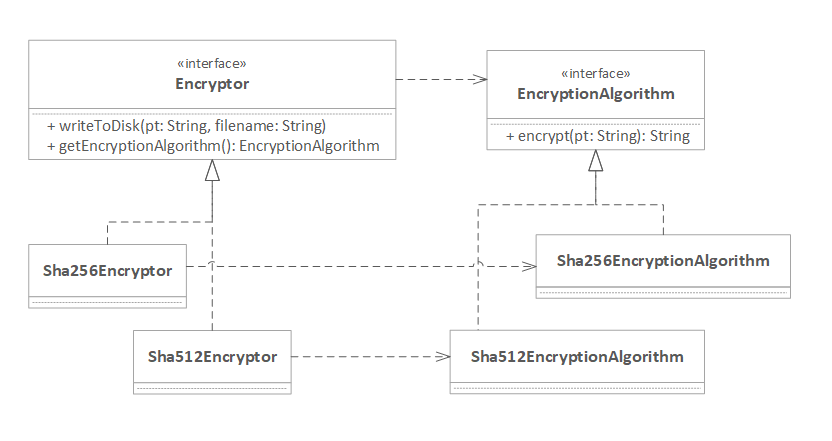 «interface»
Encryptor
+ writeToDisk(pt: String, filename: String)
+ getEncryptionAlgorithm(): EncryptionAlgorithm
«interface»
EncryptionAlgorithm
+ encrypt(pt: String): String
Sha256Encryptor
Sha256EncryptionAlgorithm
Sha512Encryptor
Sha512EncryptionAlgorithm